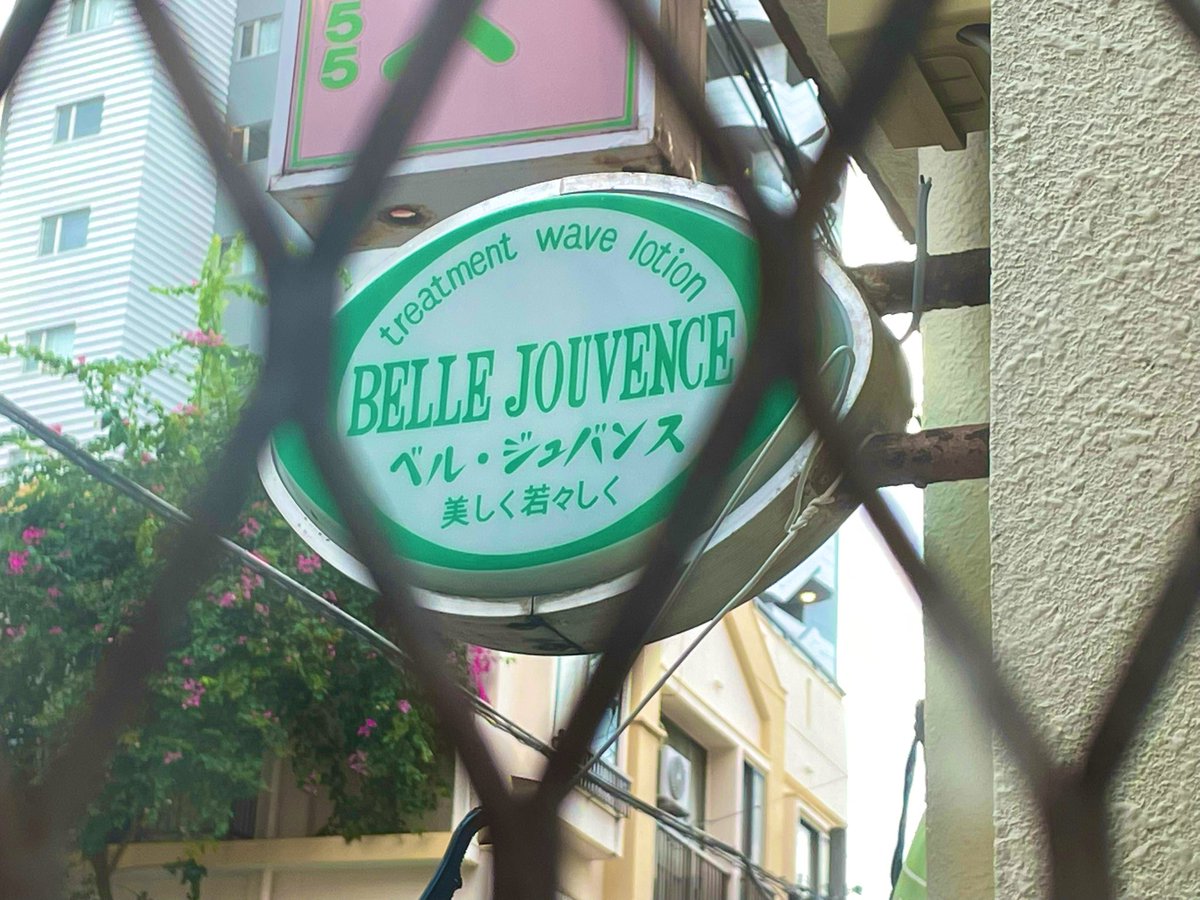 55
treatment wave lotion
BELLE JOUVENCE
ベル・ジュバンス
美しく若々しく